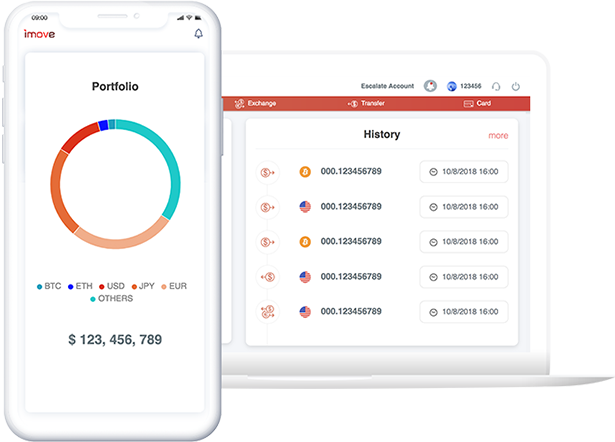 09:00
imove
Portfolio
BTC ETH USD JPY EUR
OTHERS
$ 123, 456, 789
Escalate Account 123456
Exchange Transfer Card
History more
000.123456789 10/8/2018 16:00
000.123456789 10/8/2018 16:00
000.123456789 10/8/2018 16:00
000.123456789 10/8/2018 16:00
000.123456789 10/8/2018 16:00